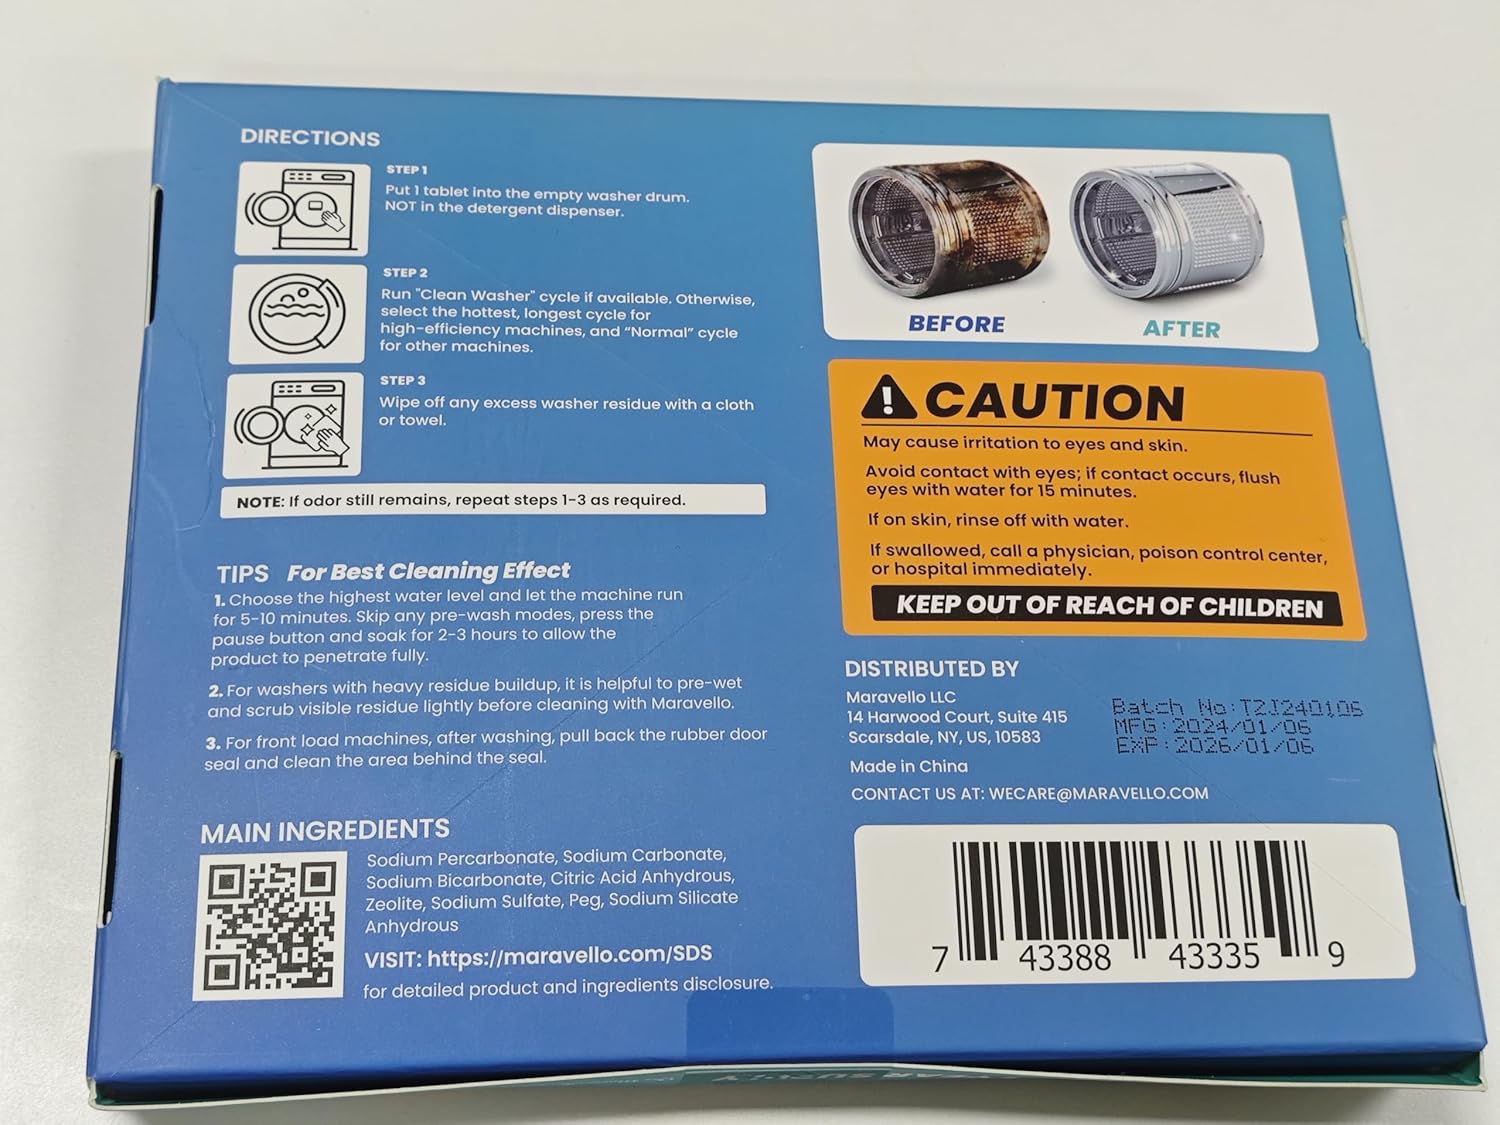 DIRECTIONS
STEP 1
Put 1 tablet into the empty washer drum.
NOT in the detergent dispenser.
STEP 2
Run "Clean Washer" cycle if available. Otherwise,
select the hottest, longest cycle for
high-efficiency machines, and “Normal” cycle
for other machines.
STEP 3
Wipe off any excess washer residue with a cloth
or towel.
NOTE: If odor still remains, repeat steps 1-3 as required.
TIPS For Best Cleaning Effect
1. Choose the highest water level and let the machine run
for 5-10 minutes. Skip any pre-wash modes, press the
pause button and soak for 2-3 hours to allow the
product to penetrate fully.
2. For washers with heavy residue buildup, it is helpful to pre-wet
and scrub visible residue lightly before cleaning with Maravello.
3. For front load machines, after washing, pull back the rubber door
seal and clean the area behind the seal.
MAIN INGREDIENTS
Sodium Percarbonate, Sodium Carbonate,
Sodium Bicarbonate, Citric Acid Anhydrous,
Zeolite, Sodium Sulfate, Peg, Sodium Silicate
Anhydrous
VISIT: https://maravello.com/SDS
for detailed product and ingredients disclosure.
BEFORE
AFTER
CAUTION
May cause irritation to eyes and skin.
Avoid contact with eyes; if contact occurs, flush
eyes with water for 15 minutes.
If on skin, rinse off with water.
If swallowed, call a physician, poison control center,
or hospital immediately.
KEEP OUT OF REACH OF CHILDREN
DISTRIBUTED BY
Maravello LLC
14 Harwood Court, Suite 415
Scarsdale, NY, US, 10583
Made in China
CONTACT US AT: WECARE@MARAVELLO.COM
Batch No:T2J240106
MFG:2024/01/06
EXP:2026/01/06
7 43388 43335 9